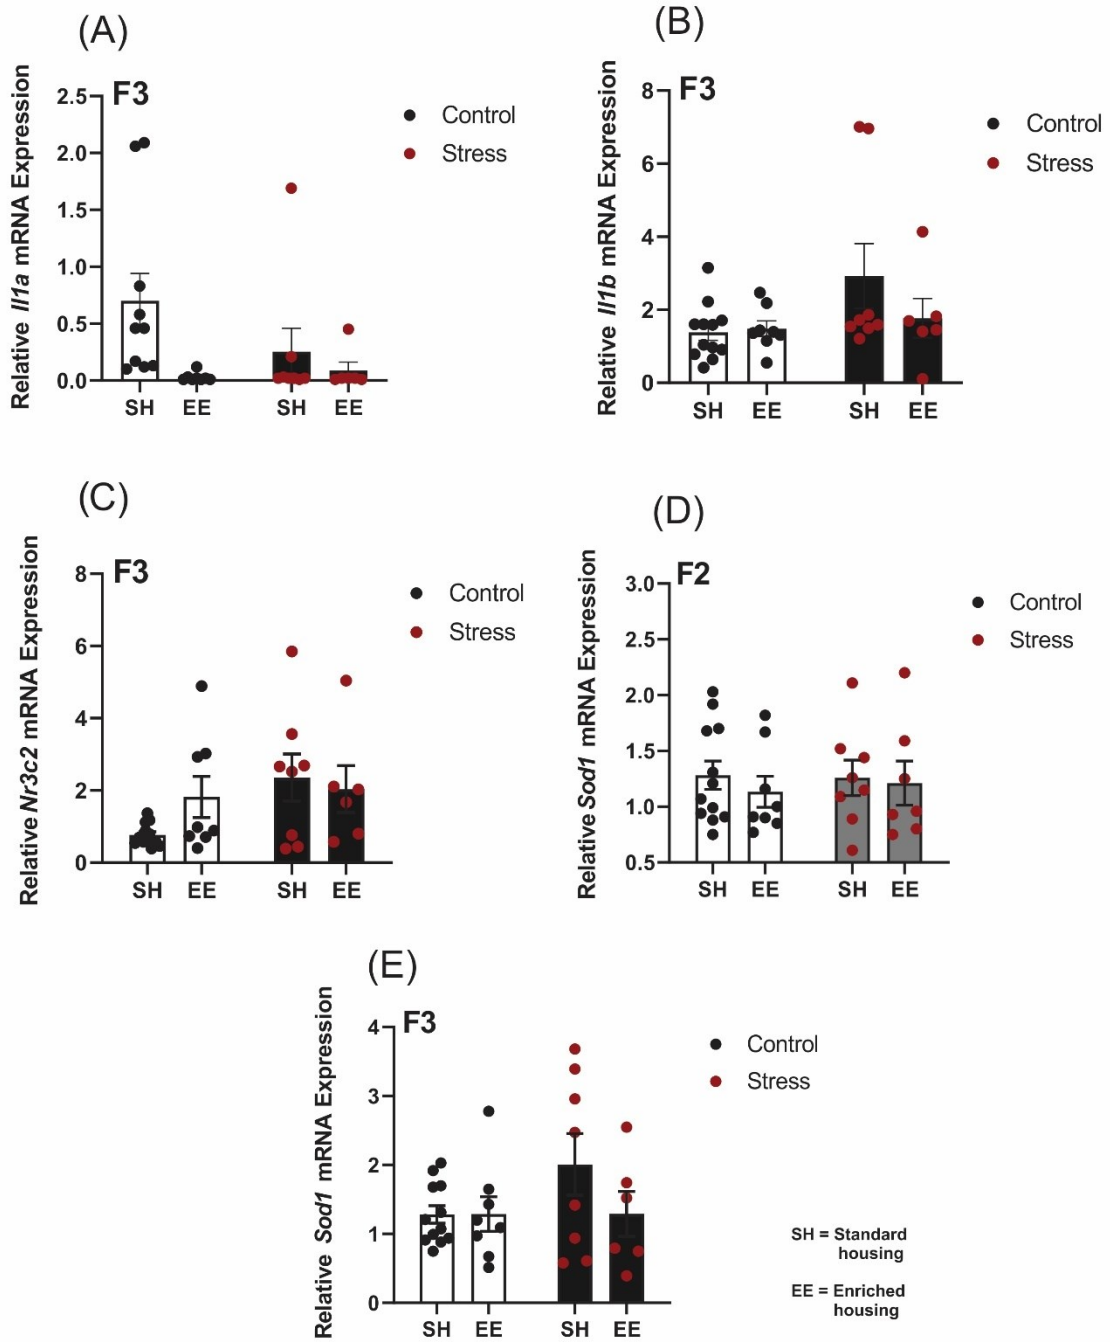 (A)
F3
Relative Il1a mRNA Expression
2.5
2.0
1.5
1.0
0.5
0.0
SH EE SH EE
Control
Stress
(B)
F3
Relative Il1b mRNA Expression
8
6
4
2
0
SH EE SH EE
Control
Stress
(C)
F3
Relative Nr3c2 mRNA Expression
8
6
4
2
0
SH EE SH EE
Control
Stress
(D)
F2
Relative Sod1 mRNA Expression
3.0
2.5
2.0
1.5
1.0
0.5
SH EE SH EE
Control
Stress
(E)
F3
Relative Sod1 mRNA Expression
4
3
2
1
0
SH EE SH EE
Control
Stress
SH = Standard
housing
EE = Enriched
housing